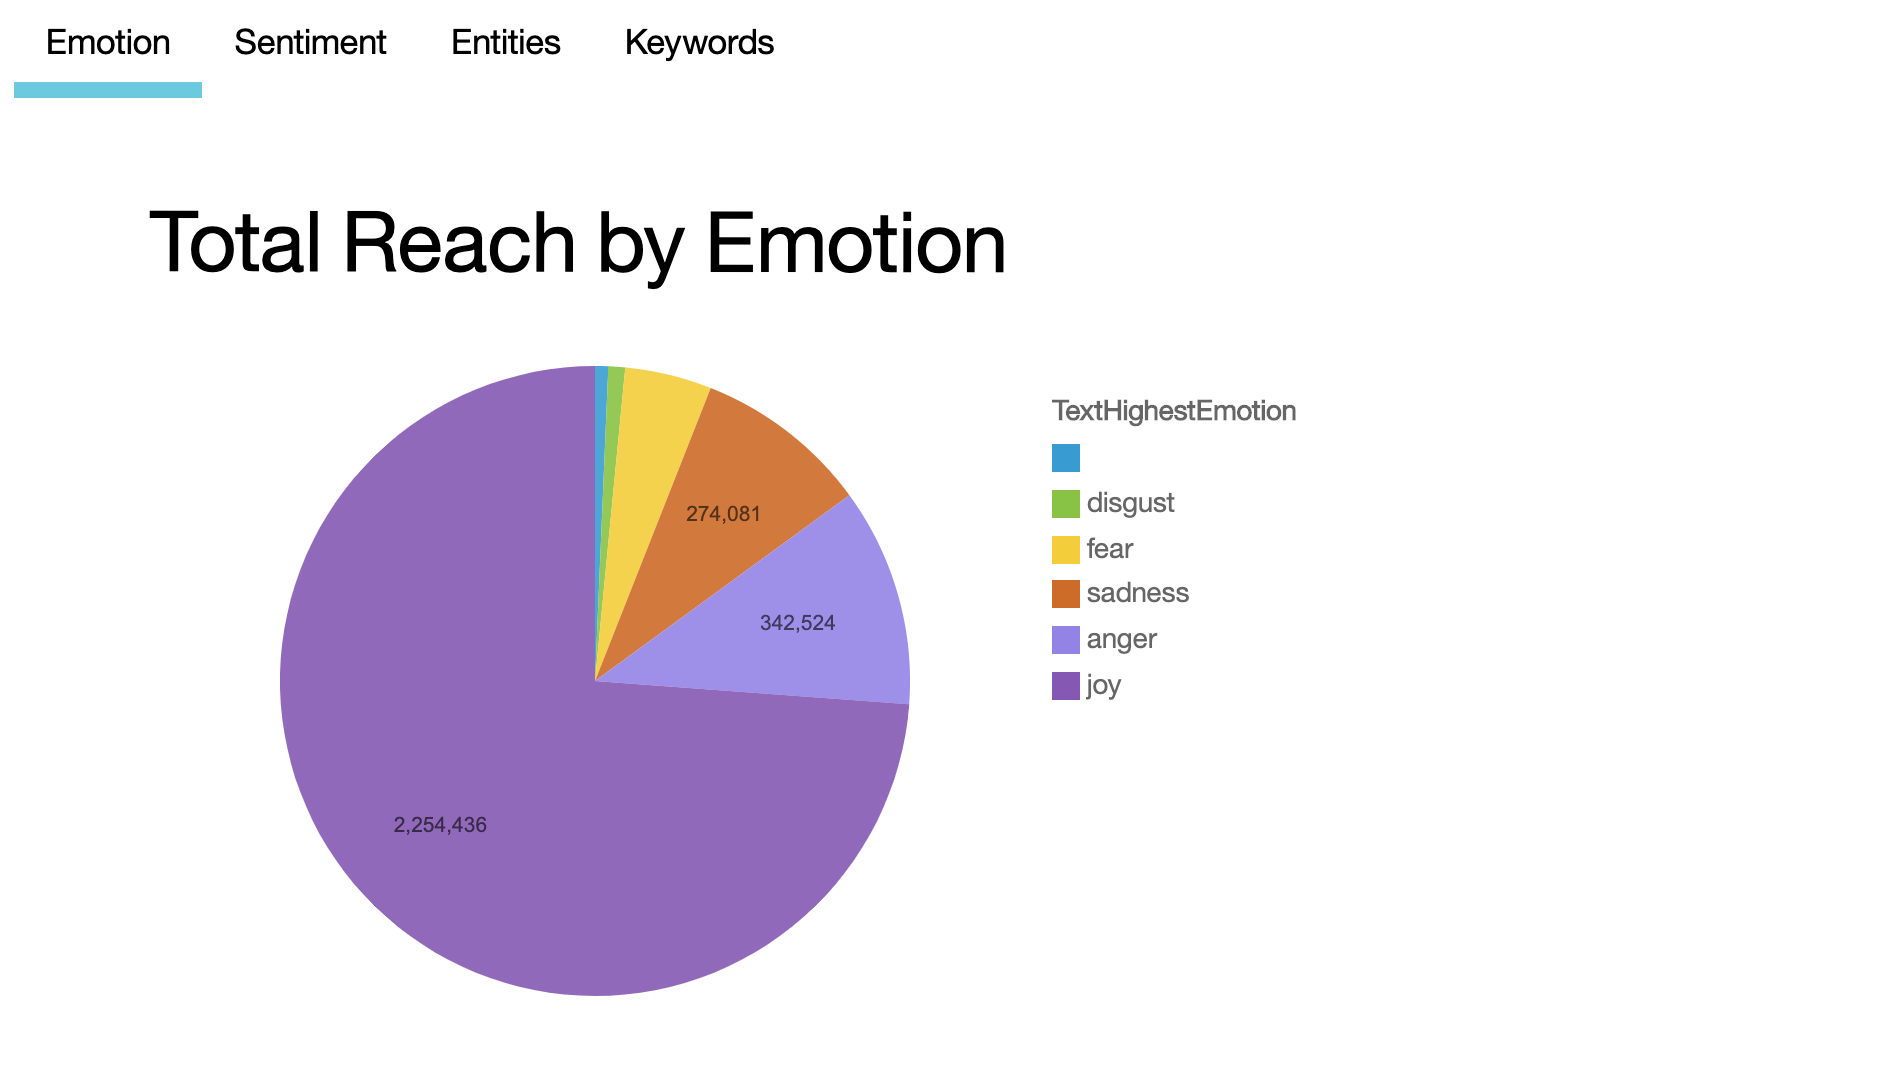 Emotion Sentiment Entities Keywords
Total Reach by Emotion
TextHighestEmotion
disgust
fear
274,081
sadness
342,524
anger
joy
2,254,436